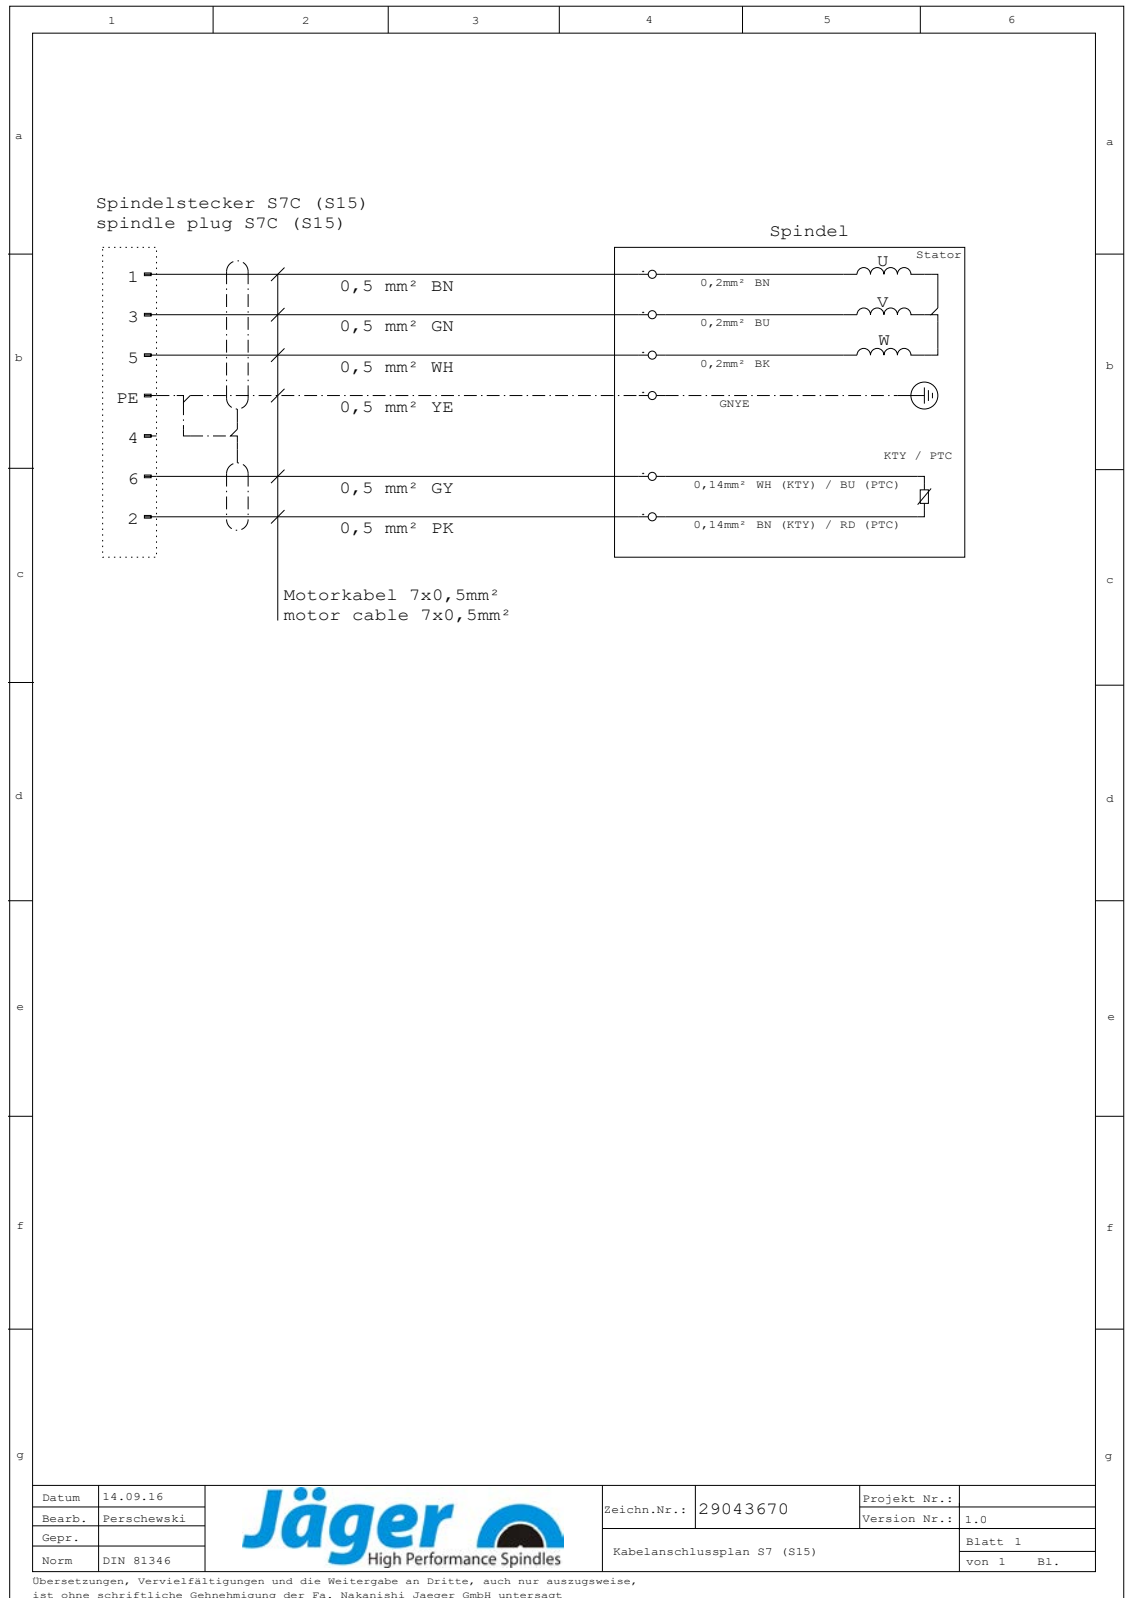 1 2 3 4 5 6
a a
Spindelstecker S7C (S15)
spindle plug S7C (S15)
Spindel
Stator
1 0,5 mm² BN 0,2mm² BN U
3 0,5 mm² GN 0,2mm² BU V
5 0,5 mm² WH 0,2mm² BK W
b b
PE 0,5 mm² YE GNYE
4
KTY / PTC
6 0,5 mm² GY 0,14mm² WH (KTY) / BU (PTC)
2 0,5 mm² PK 0,14mm² BN (KTY) / RD (PTC)
c c
Motorkabel 7x0,5mm²
motor cable 7x0,5mm²
d d
e e
f f
g g
Datum 14.09.16
Bearb. Perschewski
Gepr.
Norm DIN 81346
Jäger
High Performance Spindles
Zeichn.Nr.: 29043670
Kabelanschlussplan S7 (S15)
Projekt Nr.:
Version Nr.: 1.0
Blatt 1
von 1 Bl.
Übersetzungen, Vervielfältigungen und die Weitergabe an Dritte, auch nur auszugsweise,
ist ohne schriftliche Gehnehmigung der Fa. Nakanishi Jaeger GmbH untersagt